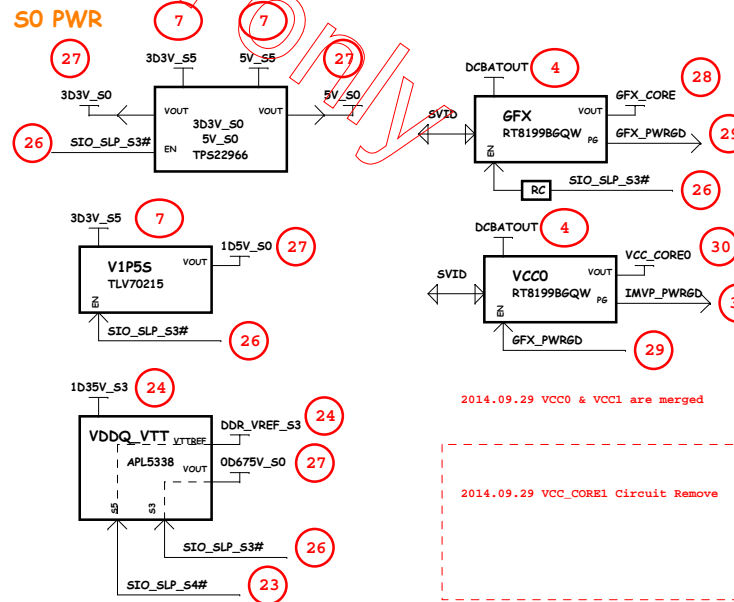 S0 PWR
27
7
7
27
3D3V_S5
5V_S5
3D3V_S0
5V_S0
VOUT
VOUT
3D3V_S0
5V_S0
TPS22966
EN
26
SIO_SLP_S3#
only
DCBATOUT
4
28
GFX_CORE
SVID
GFX
VOUT
RT8199BGQW
PG
GFX_PWRGD
EN
RC
SIO_SLP_S3#
26
3D3V_S5
7
V1P5S
VOUT
TLV70215
1D5V_S0
27
EN
SIO_SLP_S3#
26
DCBATOUT
4
30
VCC_CORE0
SVID
VCC0
VOUT
RT8199BGQW
PG
IMVP_PWRGD
EN
GFX_PWRGD
29
1D35V_S3
24
DDR_VREF_S3
24
VDDQ_VTT
VTTREF
APL5338
VOUT
0D675V_S0
27
S5
S3
SIO_SLP_S3#
26
SIO_SLP_S4#
23
2014.09.29 VCC0 & VCC1 are merged
2014.09.29 VCC_CORE1 Circuit Remove